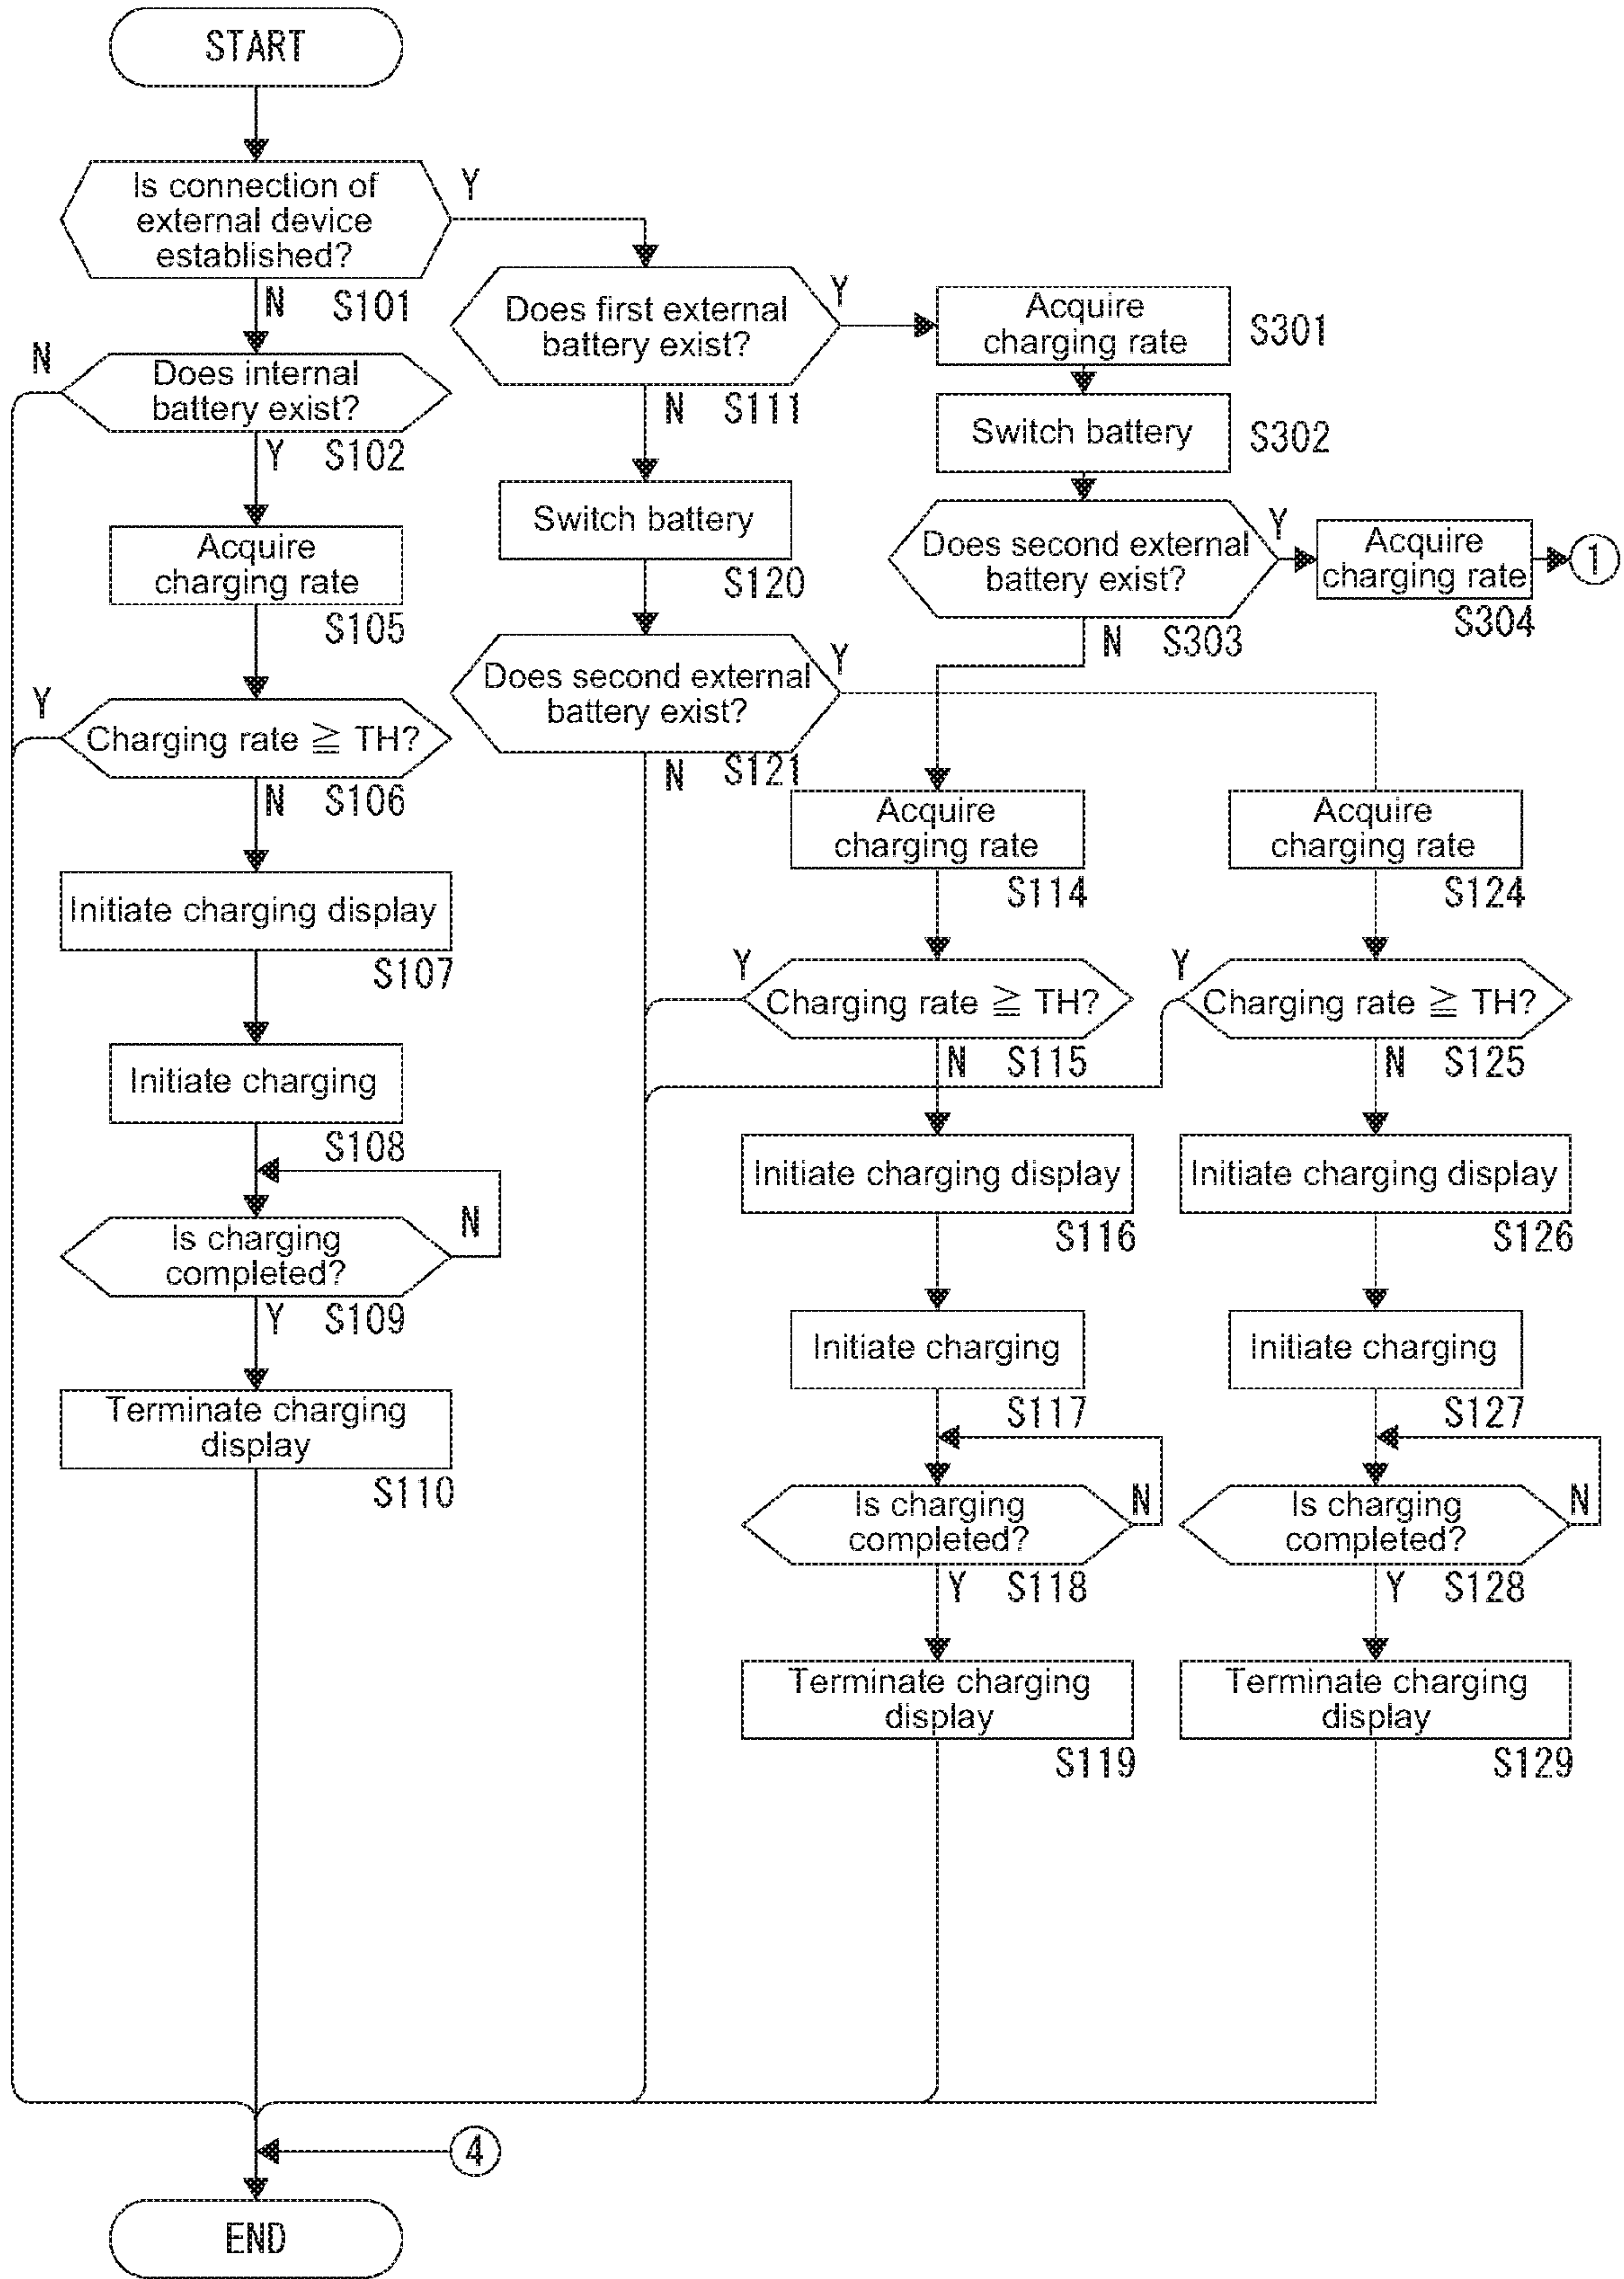 START
Is connection of
external device
established?
Y
N
S101
Does internal
battery exist?
N
Y
S102
Acquire
charging rate
S105
Charging rate ≧ TH?
Y
N
S106
Initiate charging display
S107
Initiate charging
S108
Is charging
completed?
N
Y
S109
Terminate charging
display
S110
Does first external
battery exist?
Y
N
S111
Switch battery
S120
Does second external
battery exist?
Y
N
S121
Acquire
charging rate
S301
Switch battery
S302
Does second external
battery exist?
Y
N
S303
Acquire
charging rate
S304
1
Acquire
charging rate
S114
Charging rate ≧ TH?
Y
N
S115
Initiate charging display
S116
Initiate charging
S117
Is charging
completed?
N
Y
S118
Terminate charging
display
S119
Acquire
charging rate
S124
Charging rate ≧ TH?
Y
N
S125
Initiate charging display
S126
Initiate charging
S127
Is charging
completed?
N
Y
S128
Terminate charging
display
S129
4
END